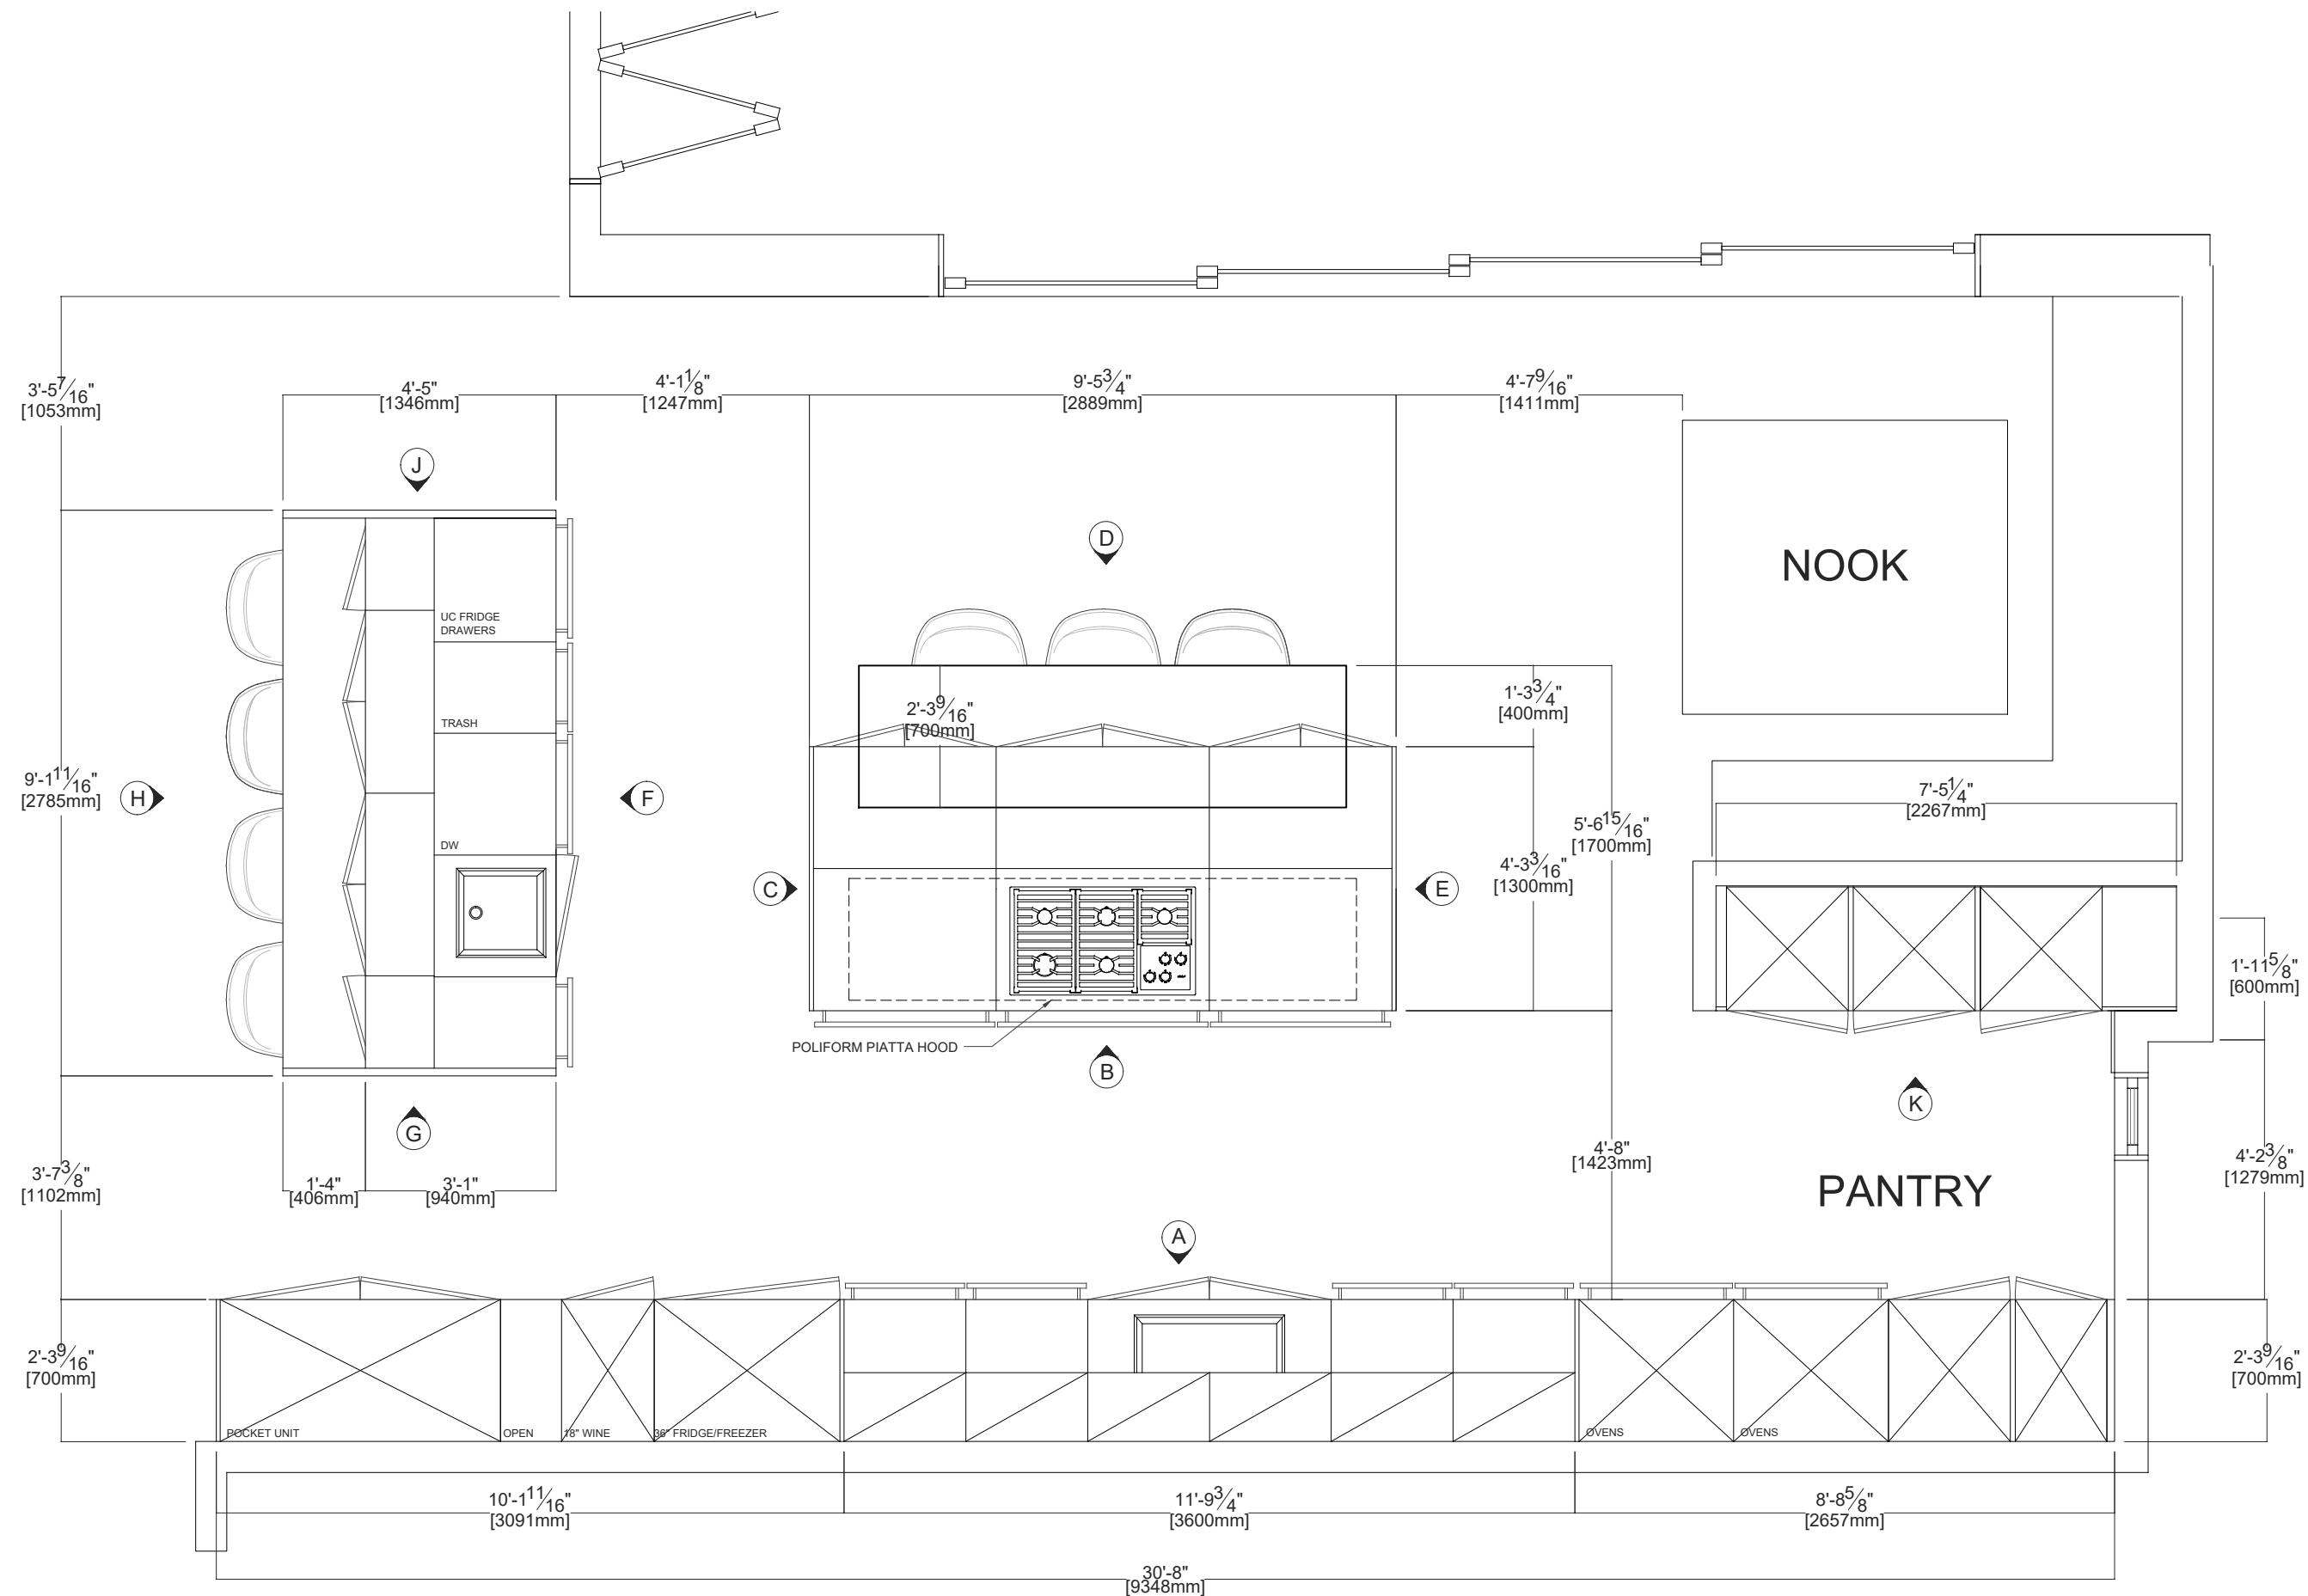 3'-5 7/16"
[1053mm]
4'-5"
[1346mm]
4'-1 1/8"
[1247mm]
9'-5 3/4"
[2889mm]
4'-7 9/16"
[1411mm]
J
D
NOOK
UC FRIDGE
DRAWERS
2'-3 9/16"
[700mm]
1'-3 3/4"
[400mm]
TRASH
9'-1 11/16"
[2785mm]
H
F
7'-5 1/4"
[2267mm]
5'-6 15/16"
[1700mm]
DW
4'-3 3/16"
[1300mm]
C
E
1'-11 5/8"
[600mm]
POLIFORM PIATTA HOOD
B
K
G
3'-7 3/8"
[1102mm]
1'-4"
[406mm]
3'-1"
[940mm]
4'-8"
[1423mm]
4'-2 3/8"
[1279mm]
PANTRY
A
2'-3 9/16"
[700mm]
2'-3 9/16"
[700mm]
POCKET UNIT
OPEN
18" WINE
36" FRIDGE/FREEZER
OVENS
OVENS
10'-1 11/16"
[3091mm]
11'-9 3/4"
[3600mm]
8'-8 5/8"
[2657mm]
30'-8"
[9348mm]